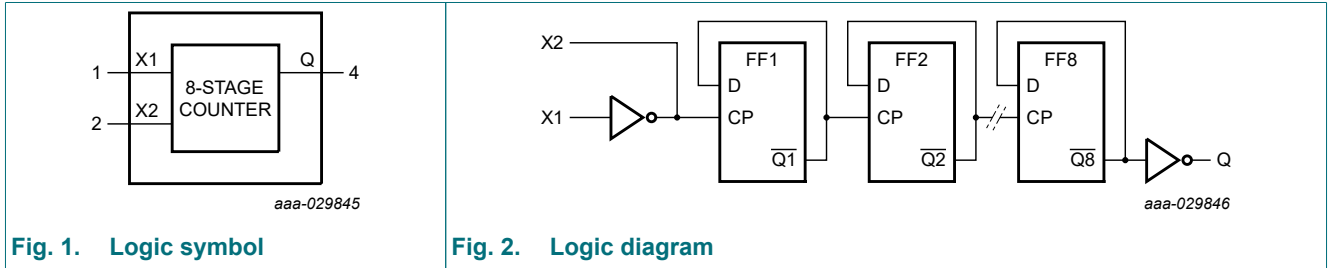 X1
Q
1
4
8-STAGE
COUNTER
X2
2
aaa-029845
Fig. 1. Logic symbol
X2
X1
FF1
D
CP
Q1
FF2
D
CP
Q2
FF8
D
CP
Q8
Q
aaa-029846
Fig. 2. Logic diagram